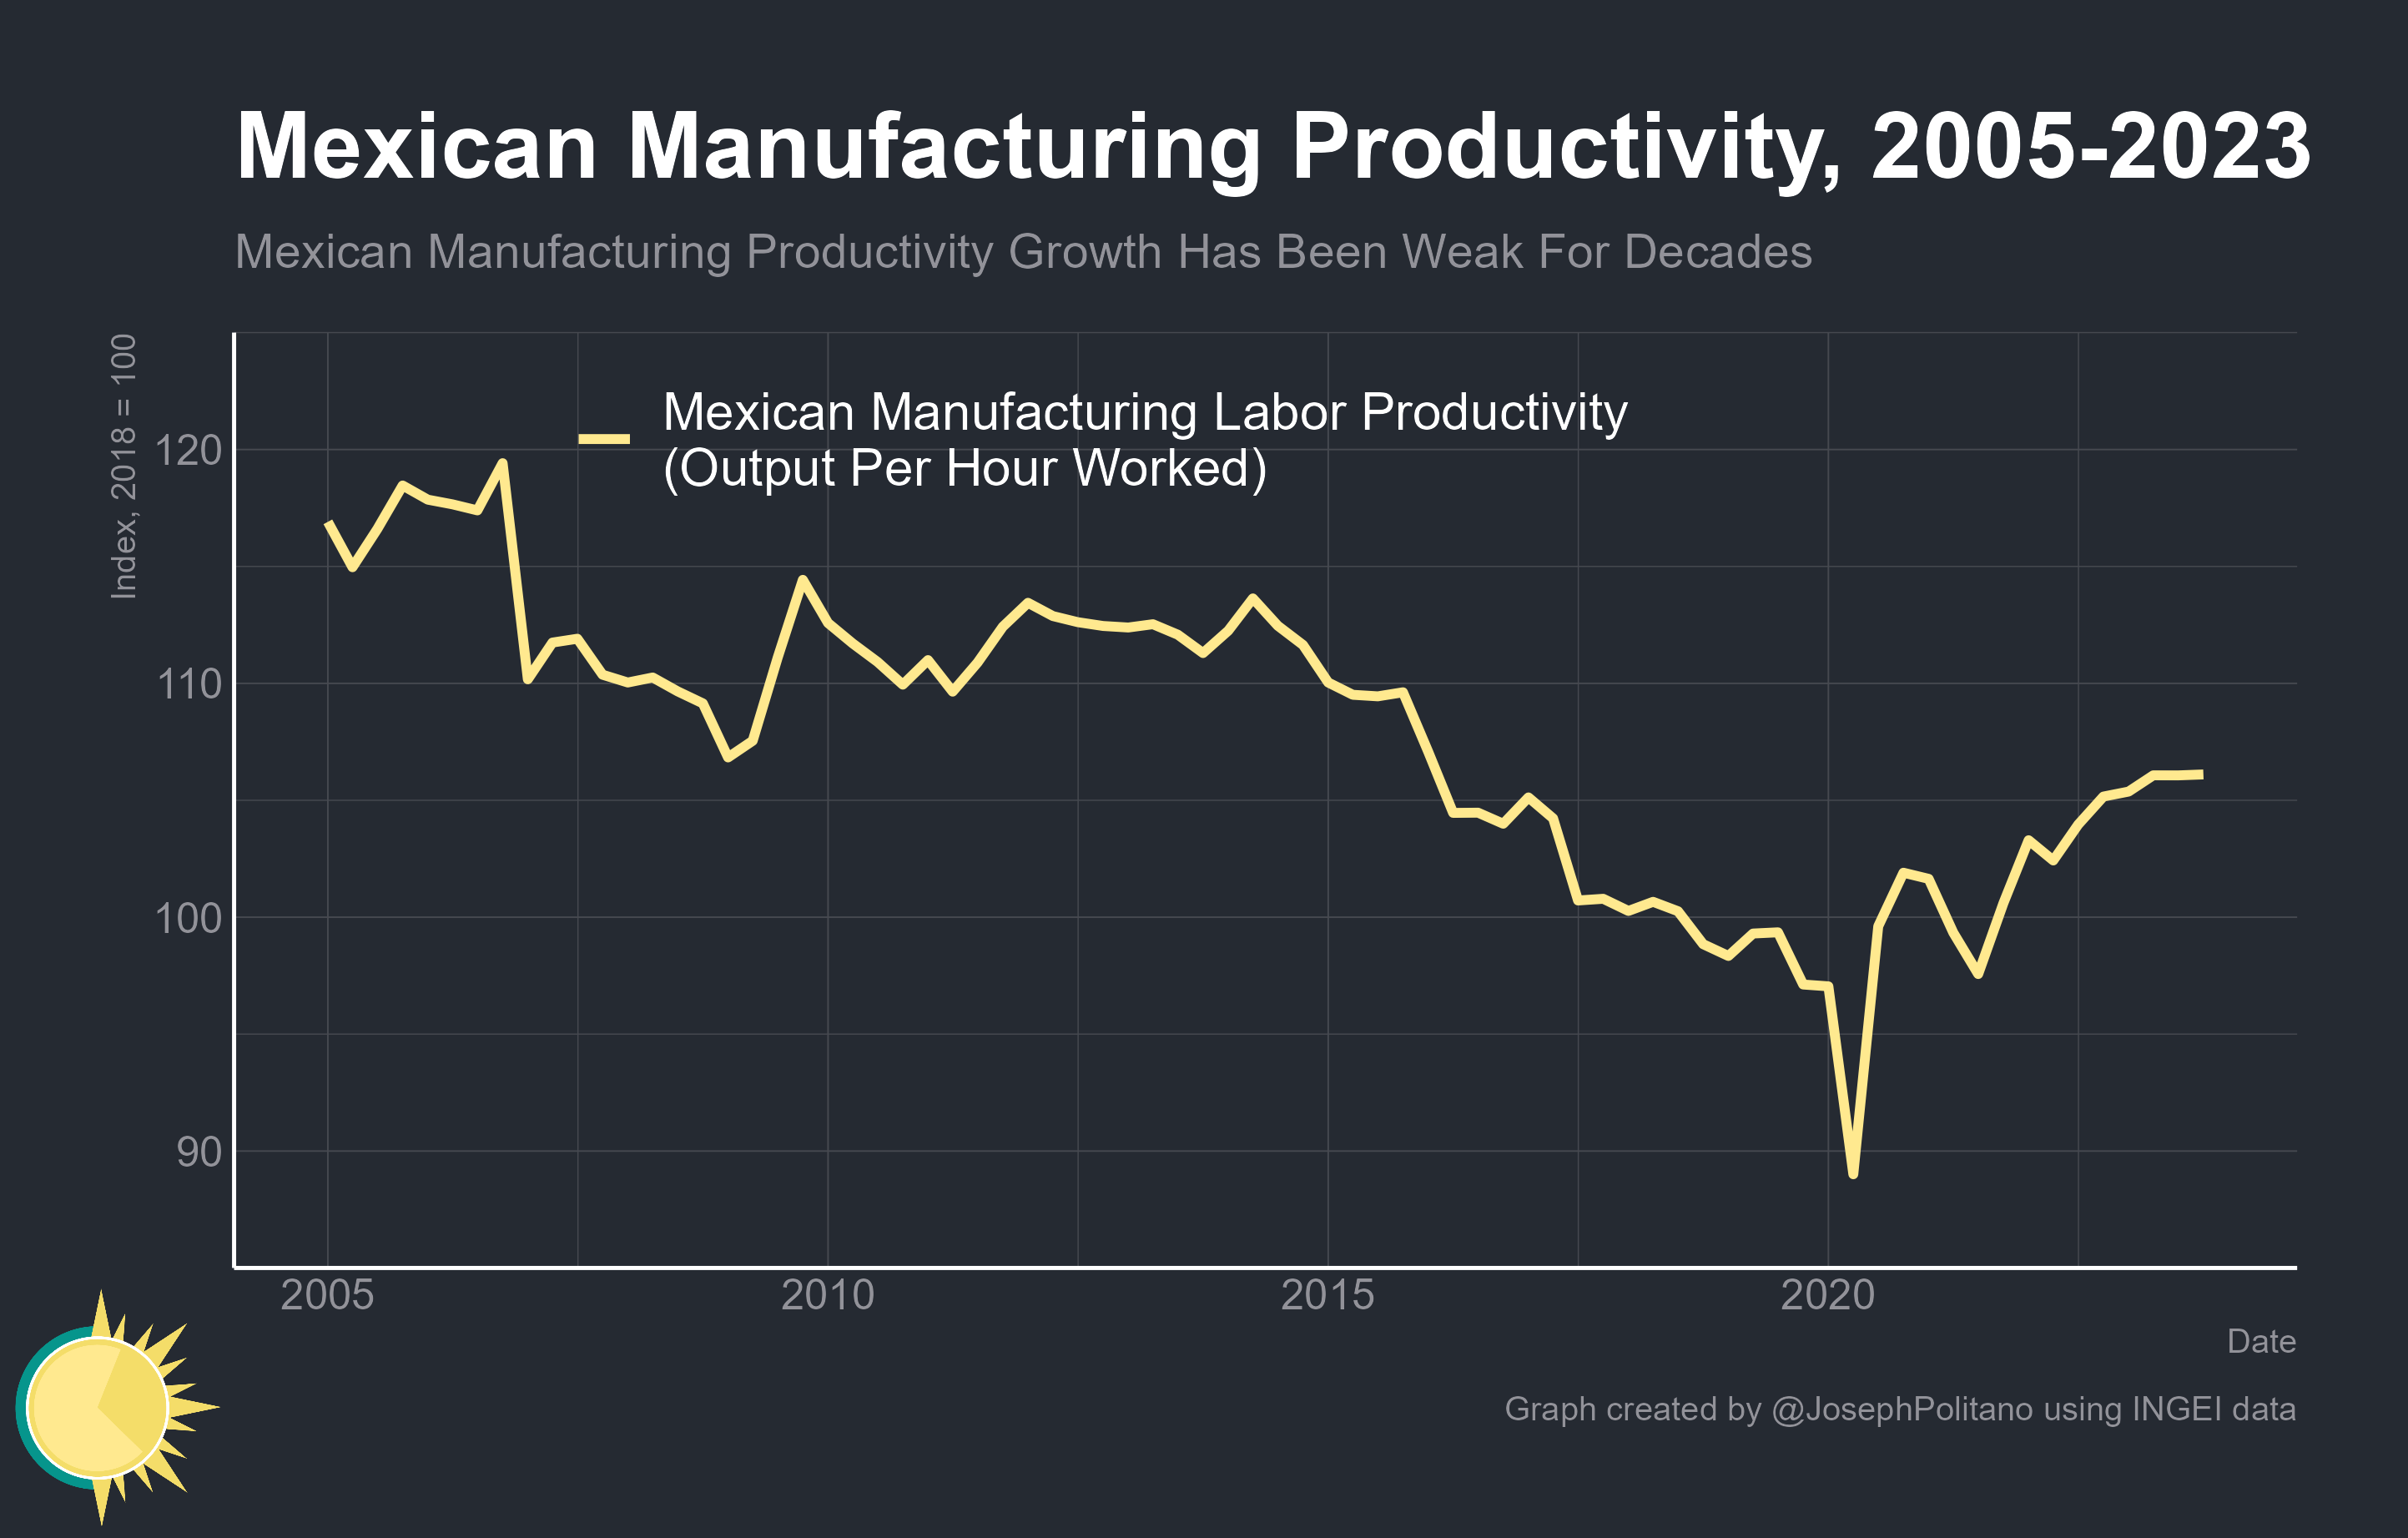 Mexican Manufacturing Productivity, 2005-2023
Mexican Manufacturing Productivity Growth Has Been Weak For Decades
Index, 2018 = 100
Mexican Manufacturing Labor Productivity
(Output Per Hour Worked)
120
110
100
90
2005
2010
2015
2020
Date
Graph created by @JosephPolitano using INGEI data